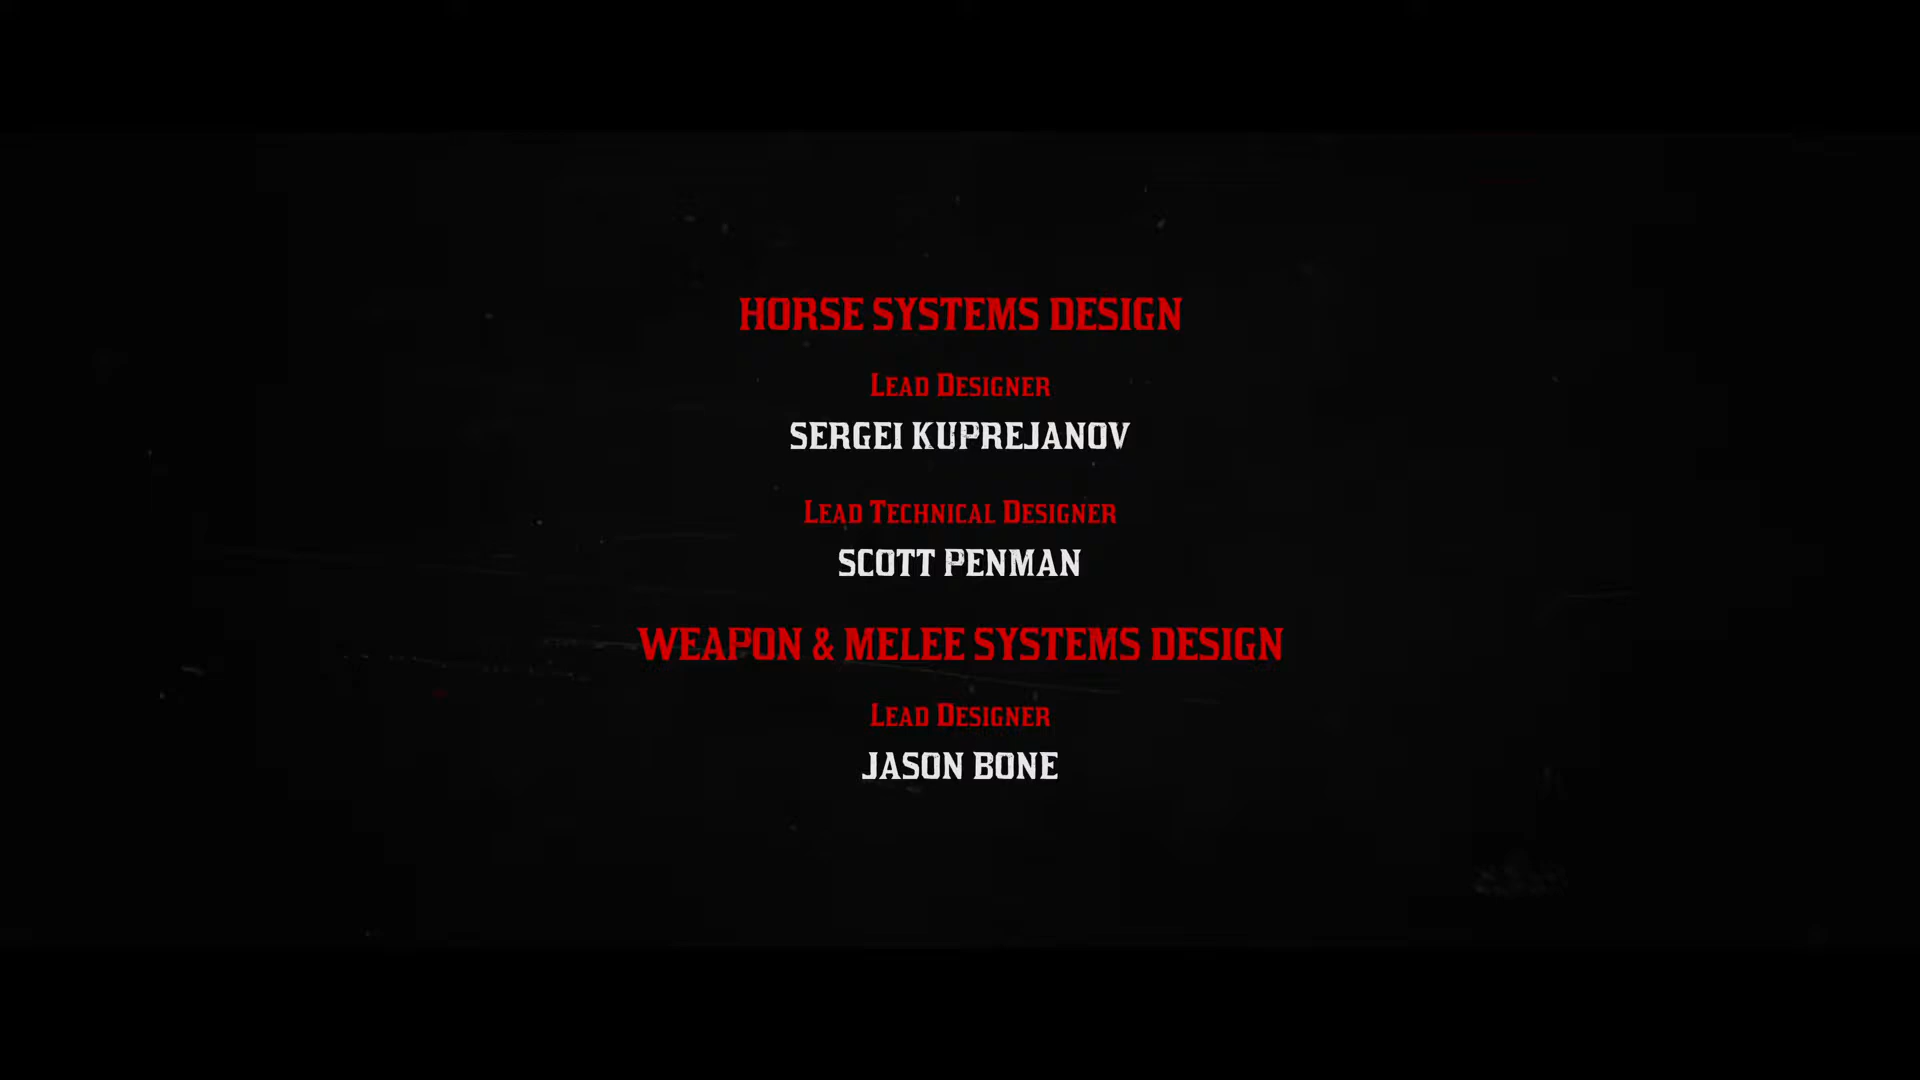 HORSE SYSTEMS DESIGN
LEAD DESIGNER
SERGEI KUPREJANOV
LEAD TECHNICAL DESIGNER
SCOTT PENMAN
WEAPON & MELEE SYSTEMS DESIGN
LEAD DESIGNER
JASON BONE